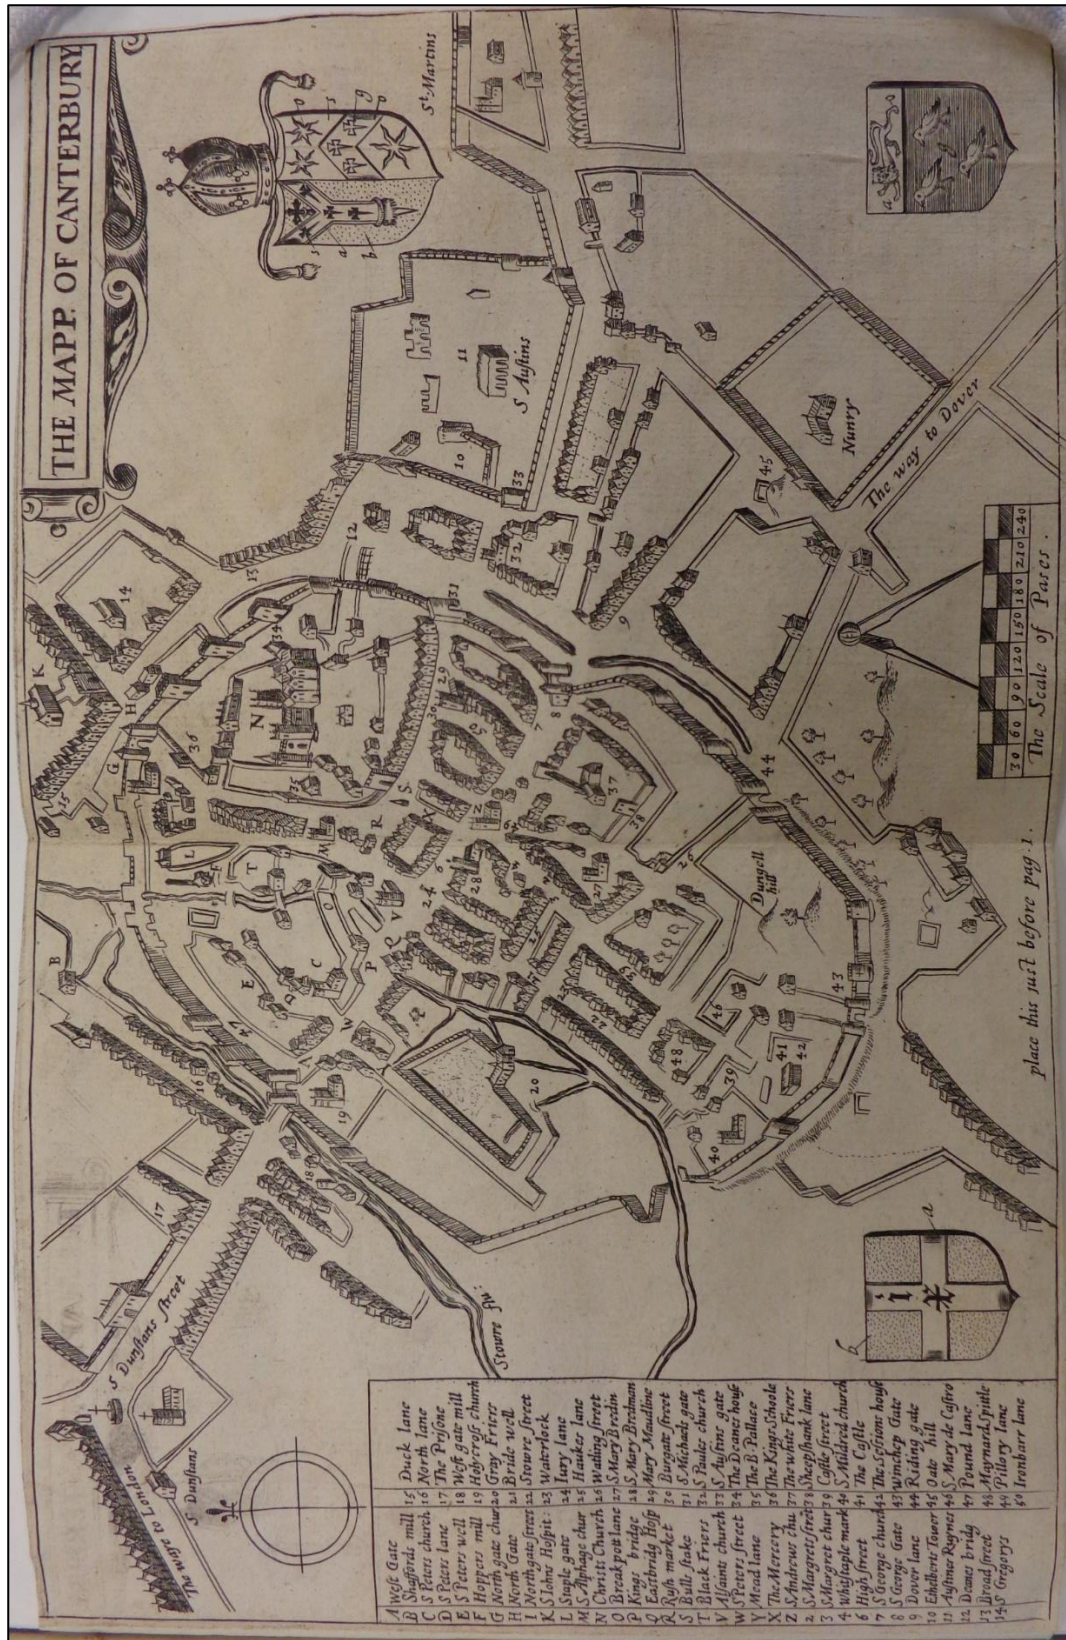 THE MAPP. OF CANTERBURY
St. Martins
S Auſtins
The way to Dover
Nunry
Dungell hill
The Scale of Paſes.
30 60 90 120 150 180 210 240
place this juſt before pag. 1.
The waye to London
S Dunſtans
S Dunſtans ſtreet
Stowre flu:
A Weſt Gate
B Shaffords mill
C S Peters church
D S Peters lane
E S Peters well
F Hoppers mill
G Northgate chur
H North Gate
I Northgate ſtreet
K S Iohns Hoſpit:
L Staple gate
M S Alphage chur
N Chriſts Church
O Breakpott lane
P Kings bridge
Q Eaſtbridg Hoſp
R Ruſh market
S Bull ſtake
T Black Friers
V Alſaints church
W S Peters ſtreet
Y Mead lane
X The Mercery
Z S Andrews chu
2 S Margrets ſtreet
3 S Margret chur
4 Whitſtaple mark
6 High ſtreet
7 S George church
8 S George Gate
9 Dover lane
10 Ethelberts Tower
11 Auſtines Ruynes
12 Deanes bridg
13 Broad ſtreet
14 S Gregorys
15 Duck lane
16 North lane
17 The Priſone
18 Weſt gate mill
19 Holycroſs church
20 Gray Friers
21 Bride well
22 Stowre ſtreet
23 Waterlock
24 Iury lane
25 Haukes lane
26 Watling ſtreet
27 S Mary Bredin
28 S. Mary Bredman
29 Mary Maudline
30 Burgate ſtreet
31 S Michaels gate
32 S Paules church
33 S Auſtins gate
34 The Deanes houſe
35 The B. Pallace
36 The Kings Schoole
37 The white Friers
38 Sheepſhank lane
39 Caſtle ſtreet
40 S. Mildred church
41 The Caſtle
42 The Seſsions houſe
43 Winchep Gate
44 Riding gate
45 Oate hill
46 S. Mary de Caſtro
47 Pound lane
48 Maynard Spittle
49 Pillory lane
50 Ironbarr lane